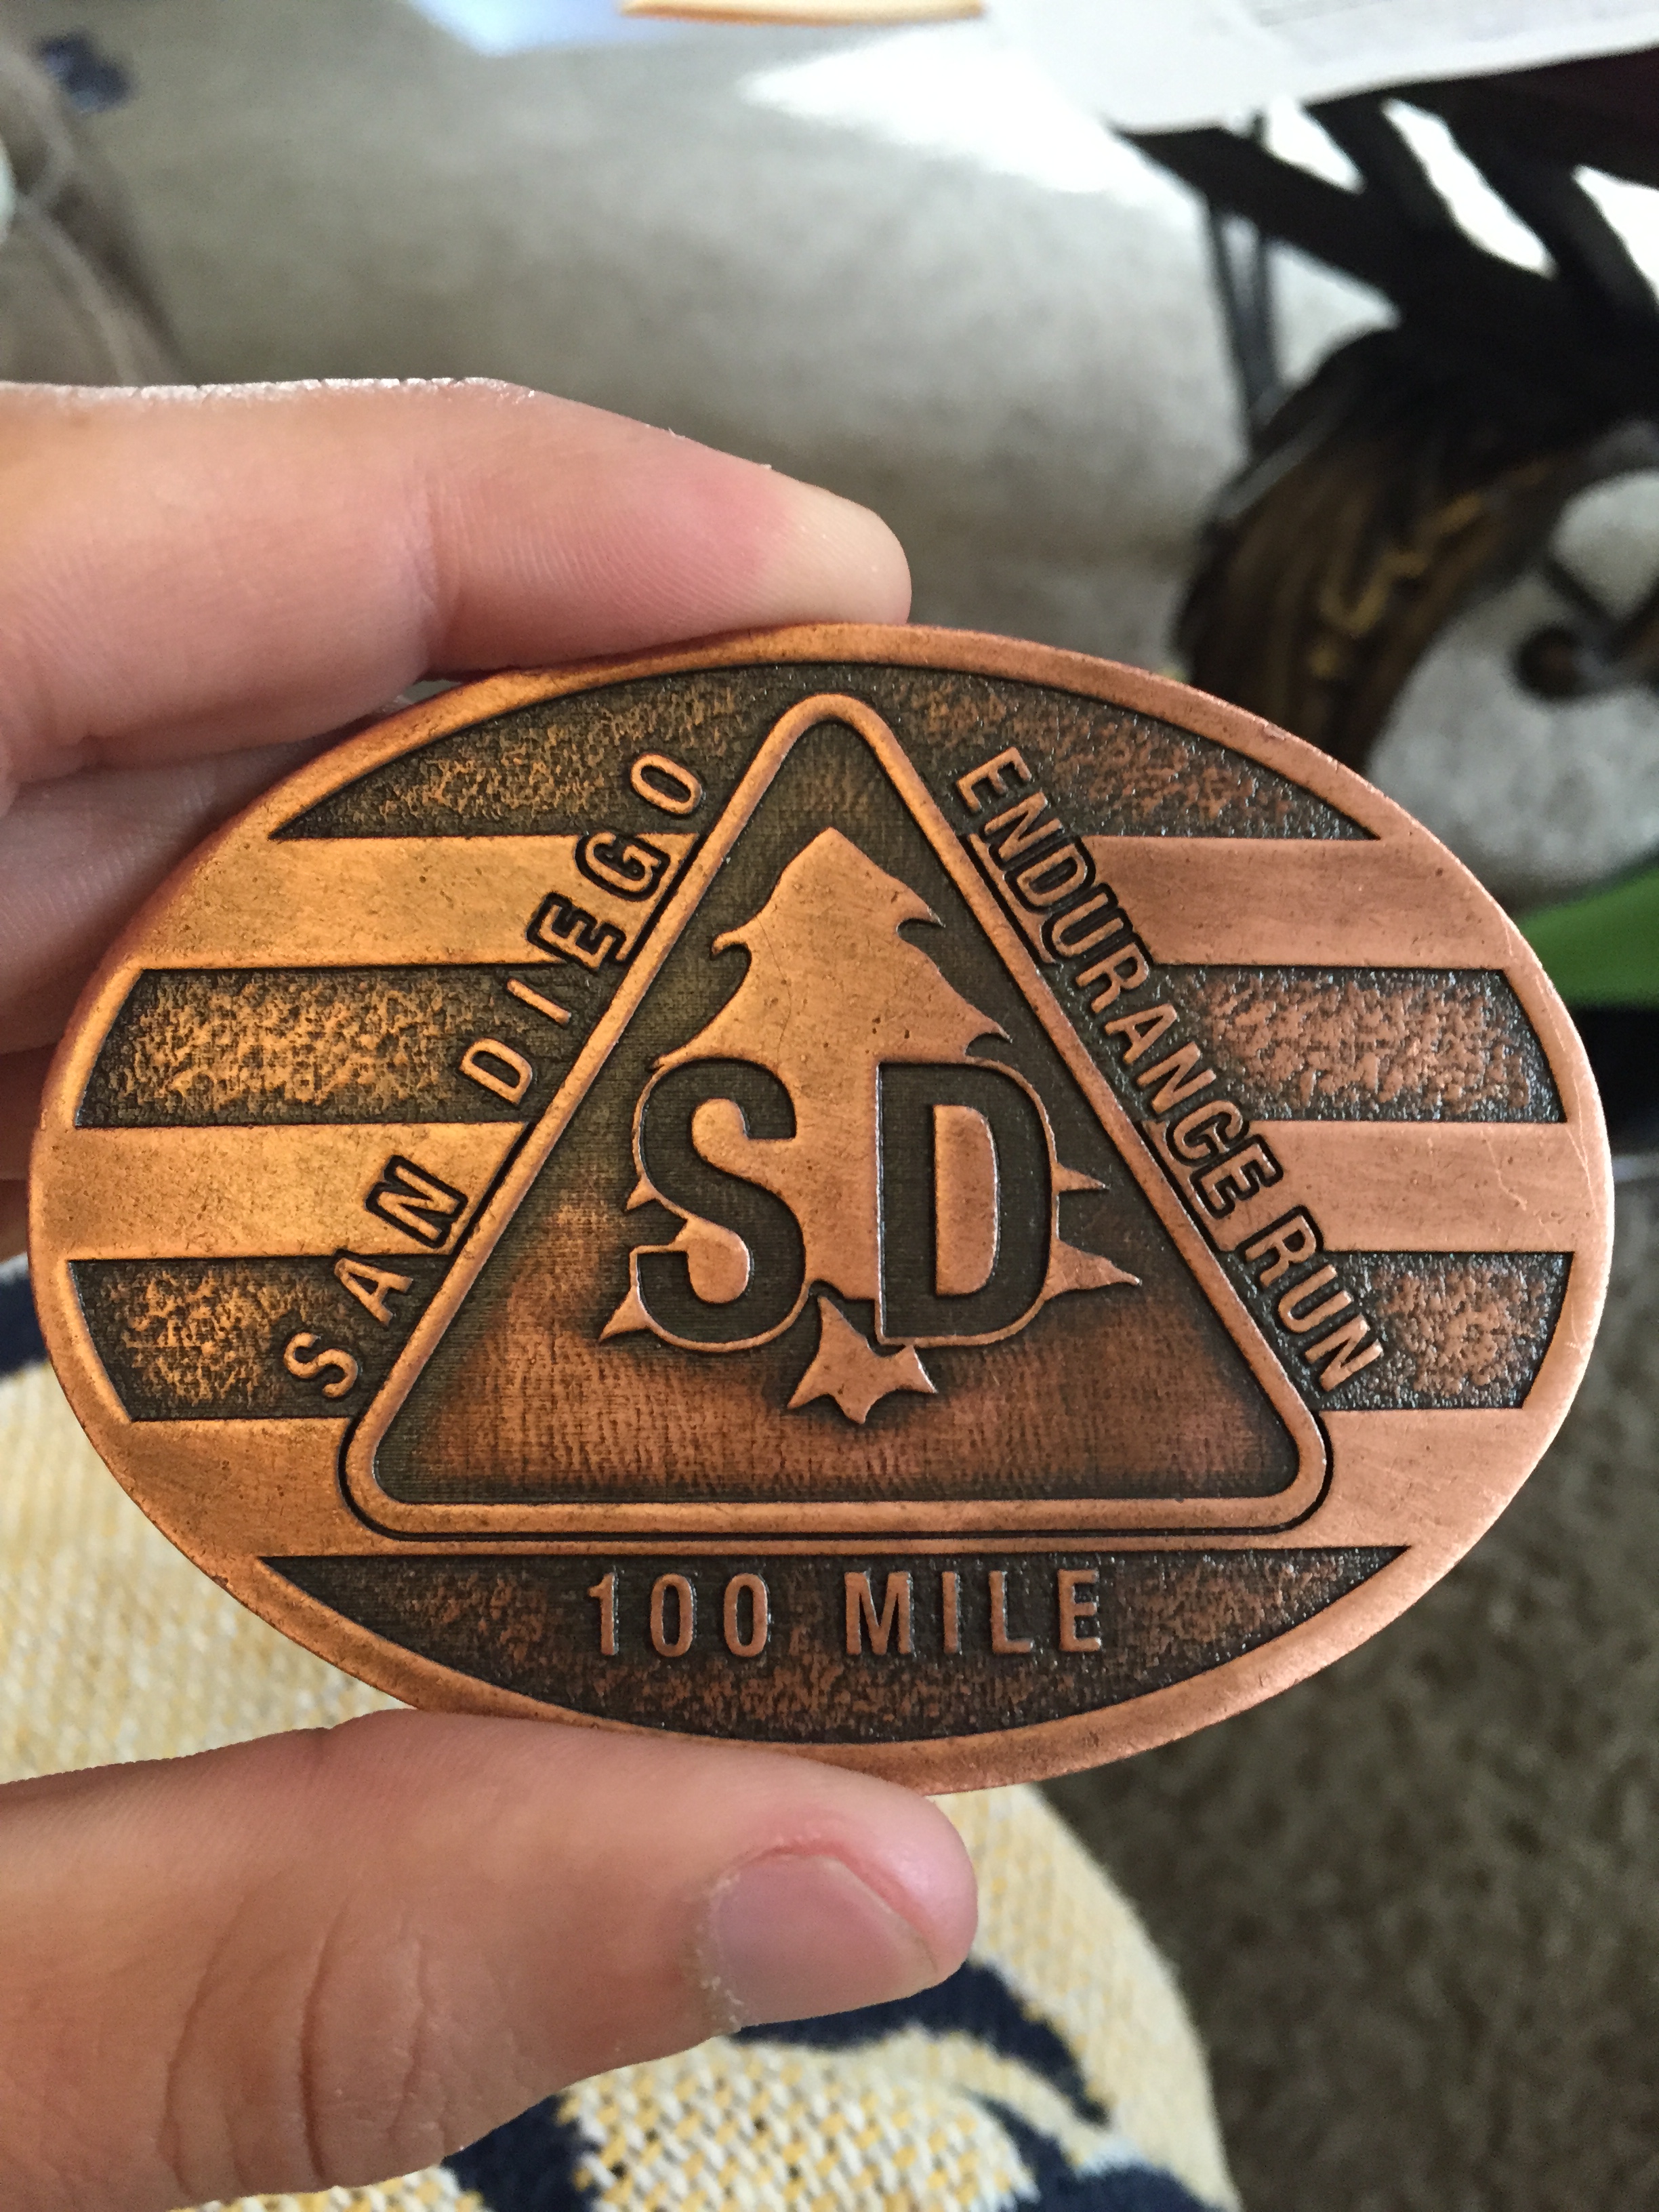 SAN DIEGO
ENDURANCE RUN
SD
100 MILE